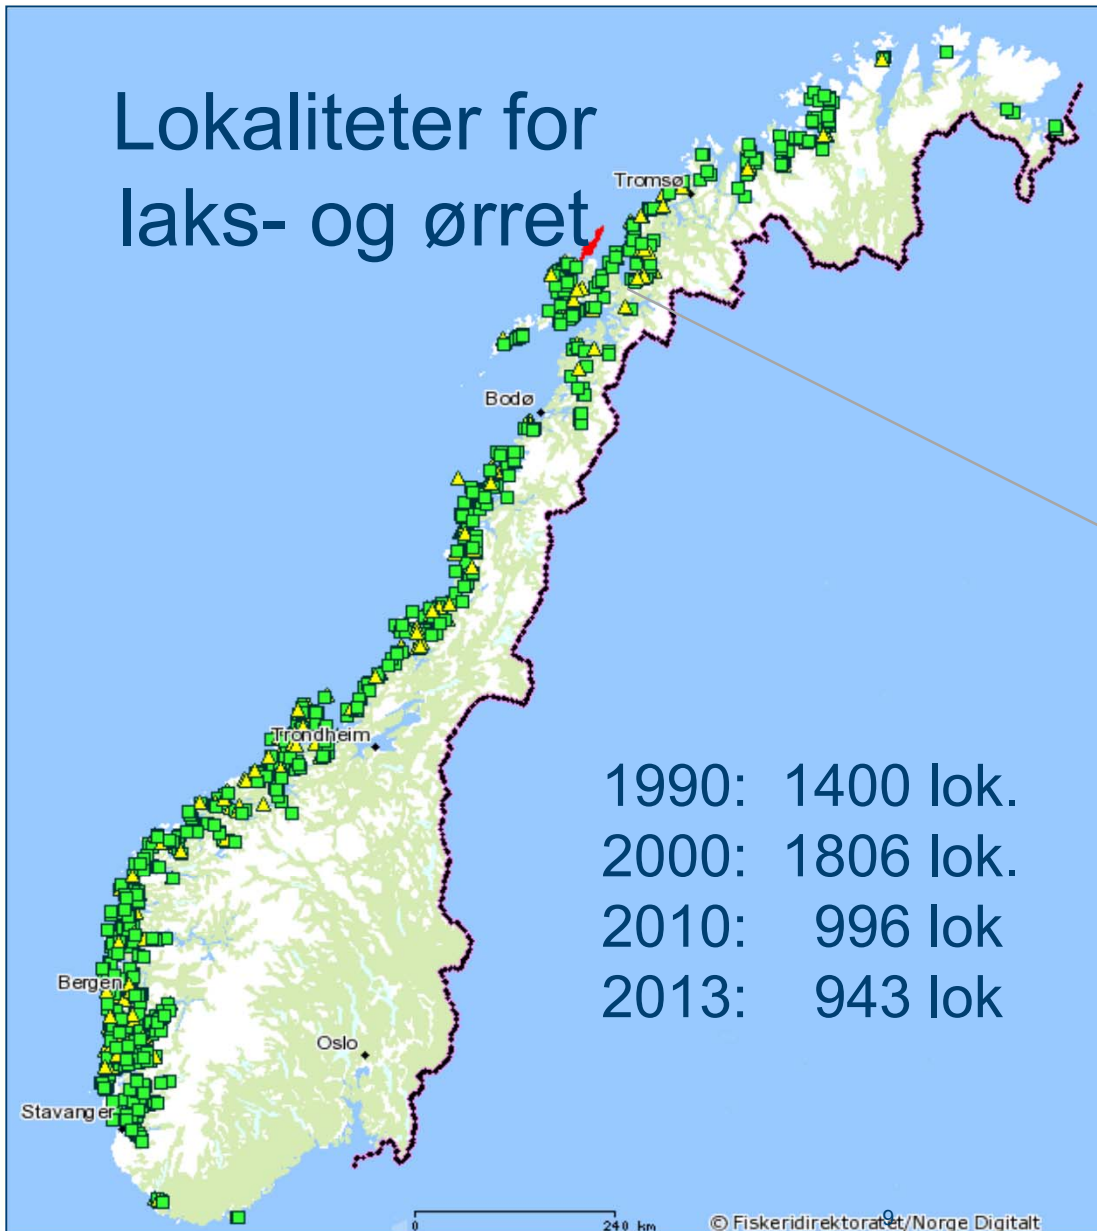 Lokaliteter for
laks- og ørret
Tromsø
Bodø
Trondheim
1990: 1400 lok.
2000: 1806 lok.
2010: 996 lok
2013: 943 lok
Bergen
Oslo
Stavanger
0 240 km
9
© Fiskeridirektoratet/Norge Digitalt